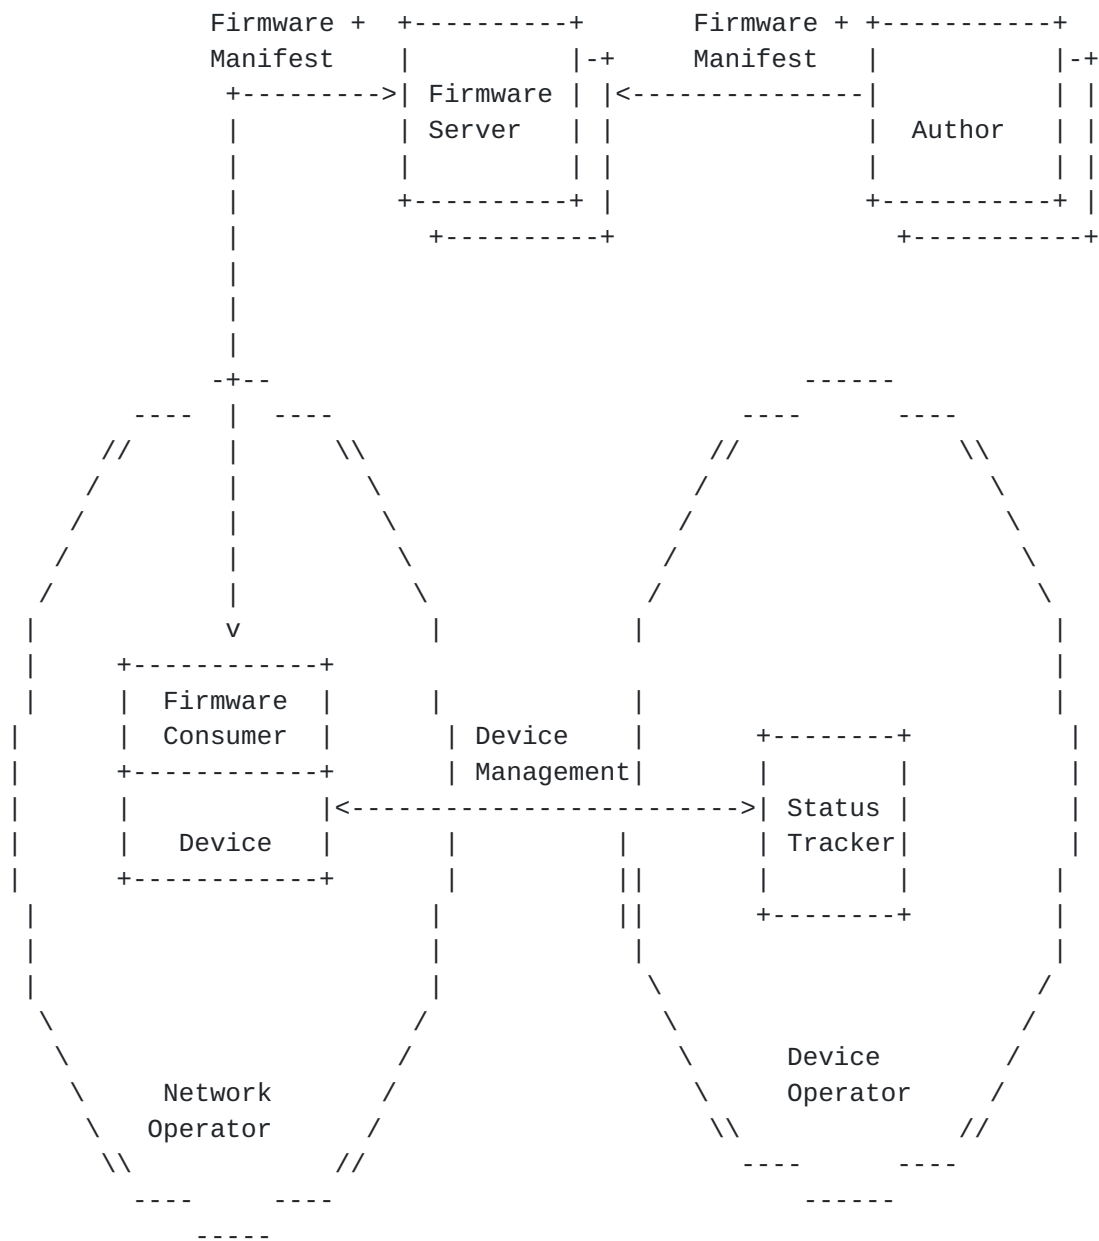 Firmware + Firmware +
Manifest Manifest
Firmware
Server Author
Firmware
Consumer Device
Management
Status
Device Tracker
Device
Network Operator
Operator